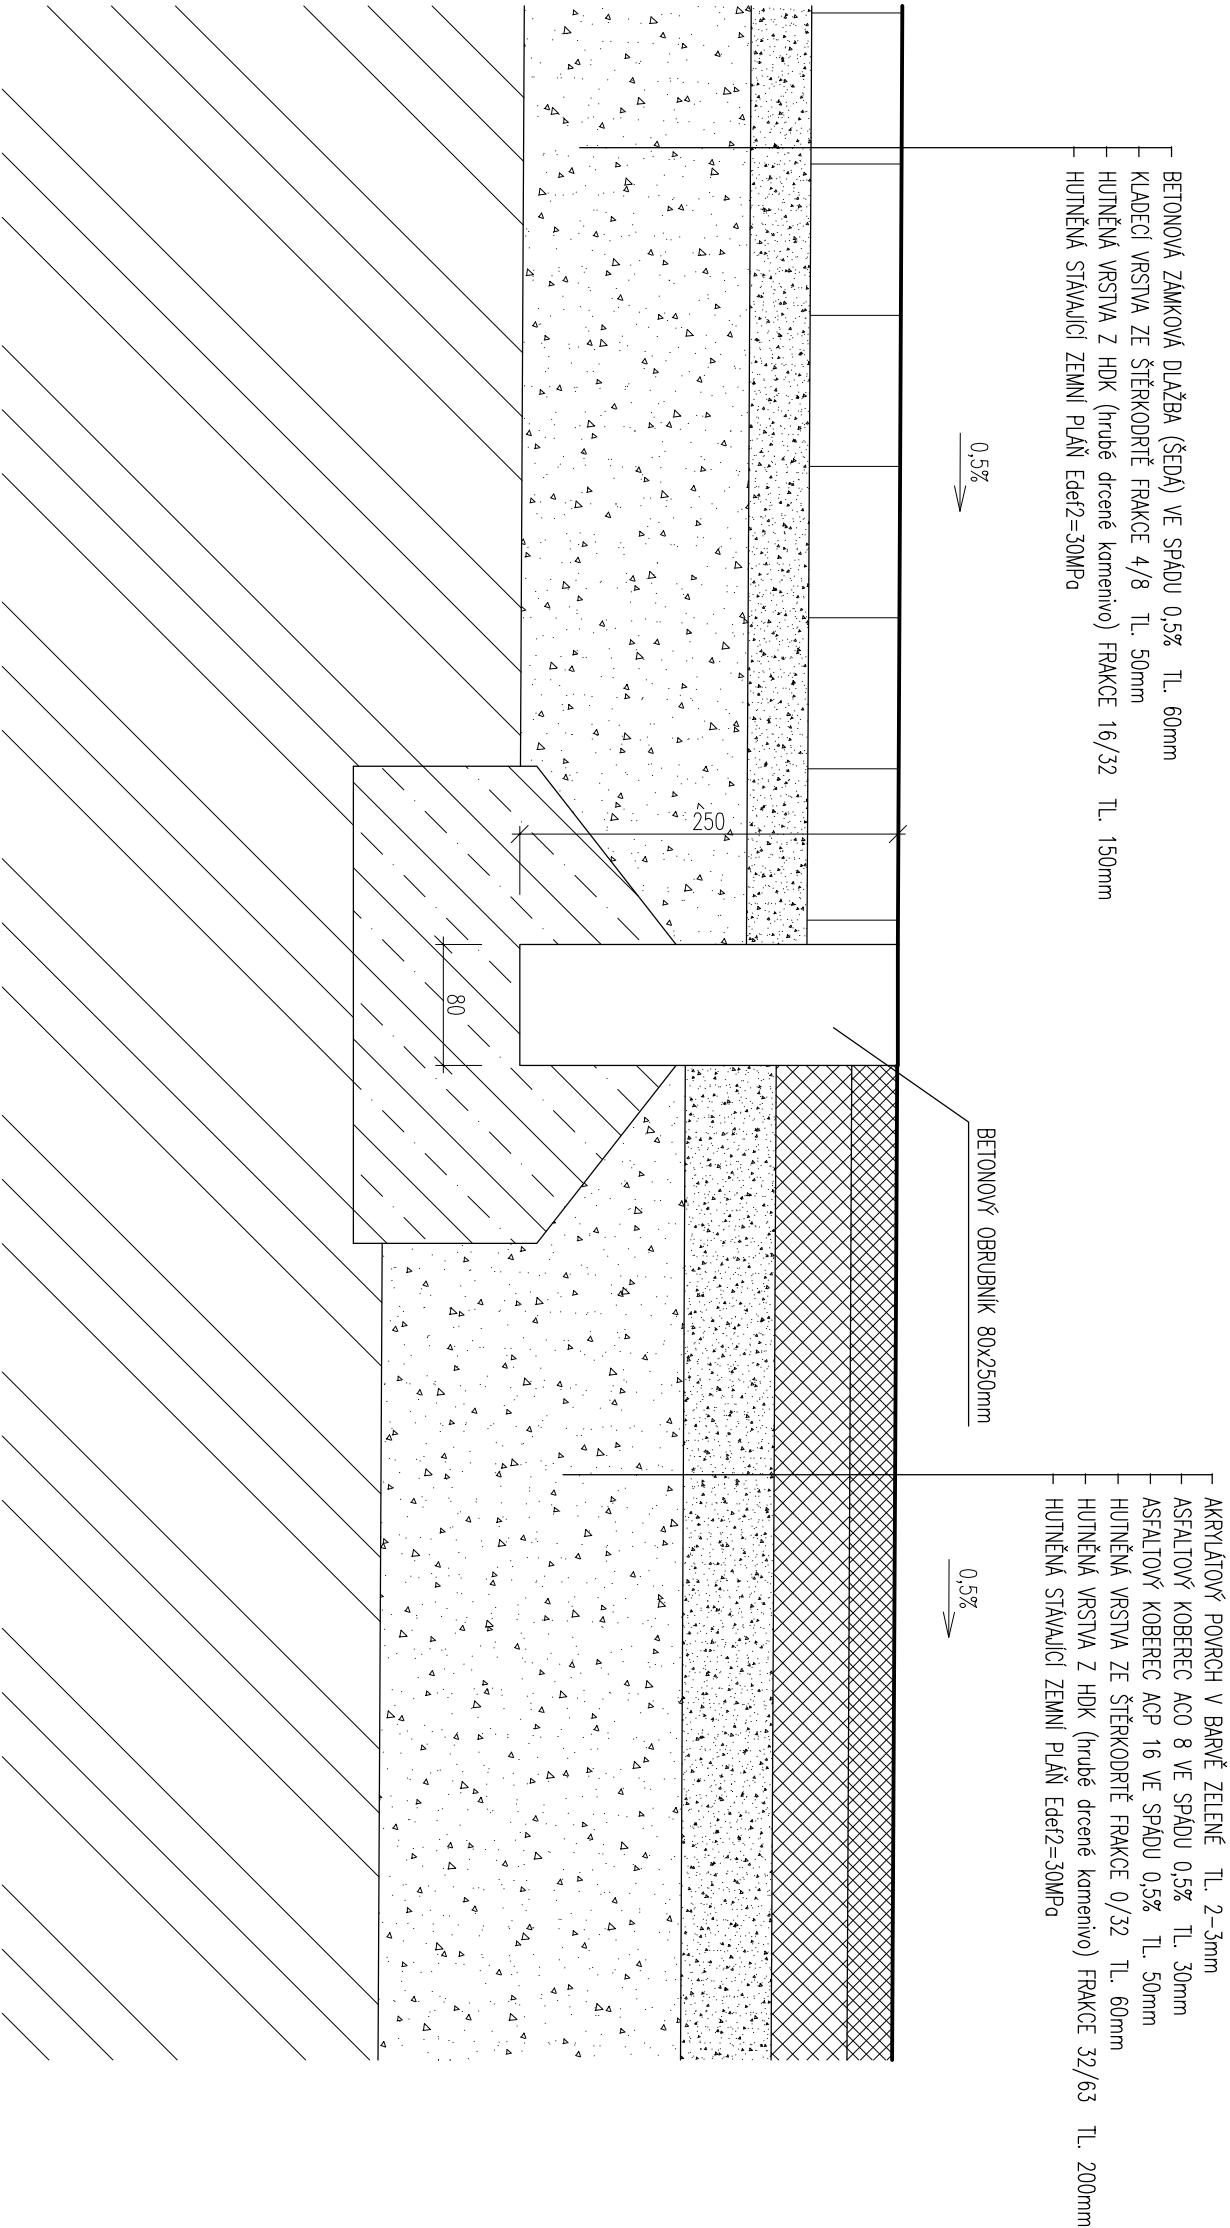 BETONOVÁ ZÁMKOVÁ DLAŽBA (ŠEDÁ) VE SPÁDU 0,5% TL. 60mm
KLADECÍ VRSTVA ZE ŠTĚRKODRTĚ FRAKCE 4/8 TL. 50mm
HUTNĚNÁ VRSTVA Z HDK (hrubé drcené kamenivo) FRAKCE 16/32 TL. 150mm
HUTNĚNÁ STÁVAJÍCÍ ZEMNÍ PLÁŇ Edef2=30MPa
0,5%
250
80
BETONOVÝ OBRUBNÍK 80x250mm
AKRYLÁTOVÝ POVRCH V BARVĚ ZELENÉ TL. 2-3mm
ASFALTOVÝ KOBEREC ACO 8 VE SPÁDU 0,5% TL. 30mm
ASFALTOVÝ KOBEREC ACP 16 VE SPÁDU 0,5% TL. 50mm
HUTNĚNÁ VRSTVA ZE ŠTĚRKODRTĚ FRAKCE 0/32 TL. 60mm
HUTNĚNÁ VRSTVA Z HDK (hrubé drcené kamenivo) FRAKCE 32/63 TL. 200mm
HUTNĚNÁ STÁVAJÍCÍ ZEMNÍ PLÁŇ Edef2=30MPa
0,5%